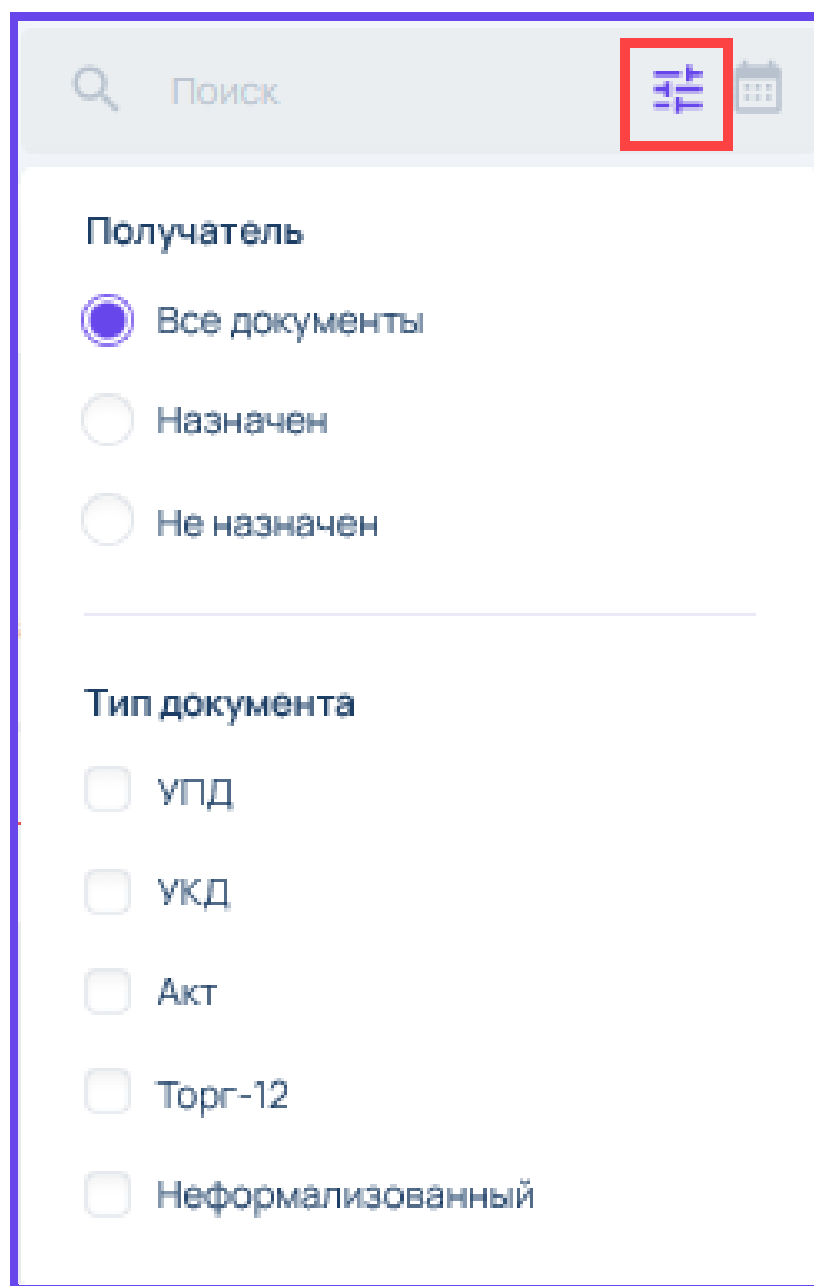 Поиск
Получатель
Все документы
Назначен
Не назначен
Тип документа
УПД
УКД
Акт
Торг-12
Неформализованный